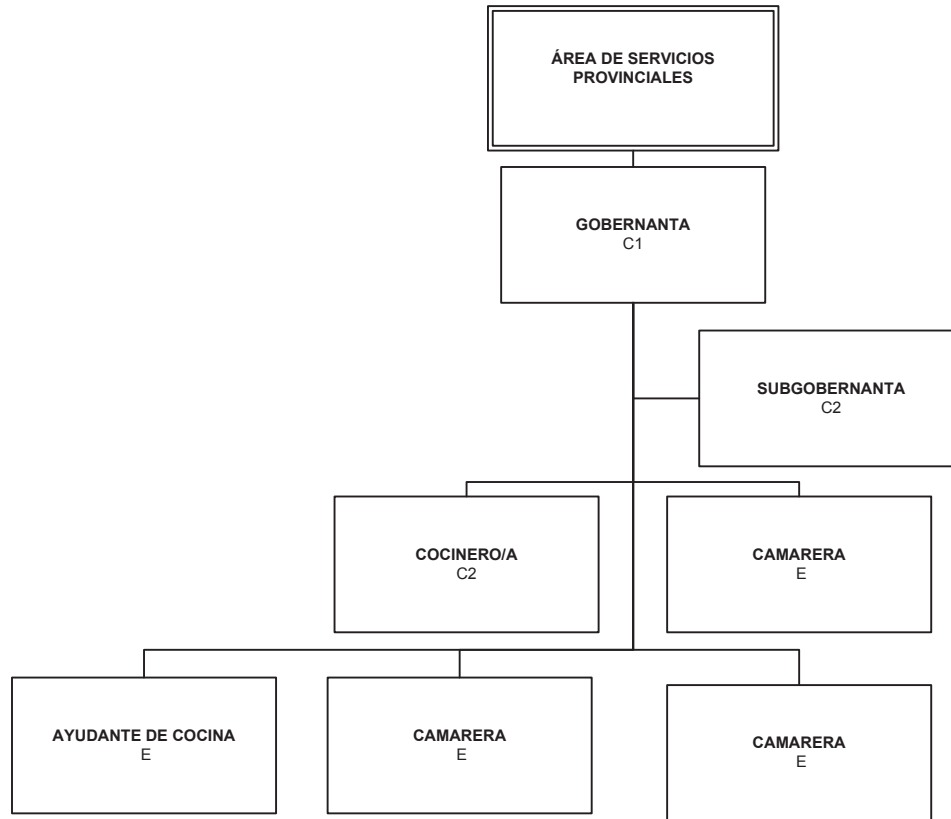 ÁREA DE SERVICIOS
PROVINCIALES
GOBERNANTA
C1
SUBGOBERNANTA
C2
COCINERO/A
C2
CAMARERA
E
AYUDANTE DE COCINA
E
CAMARERA
E
CAMARERA
E